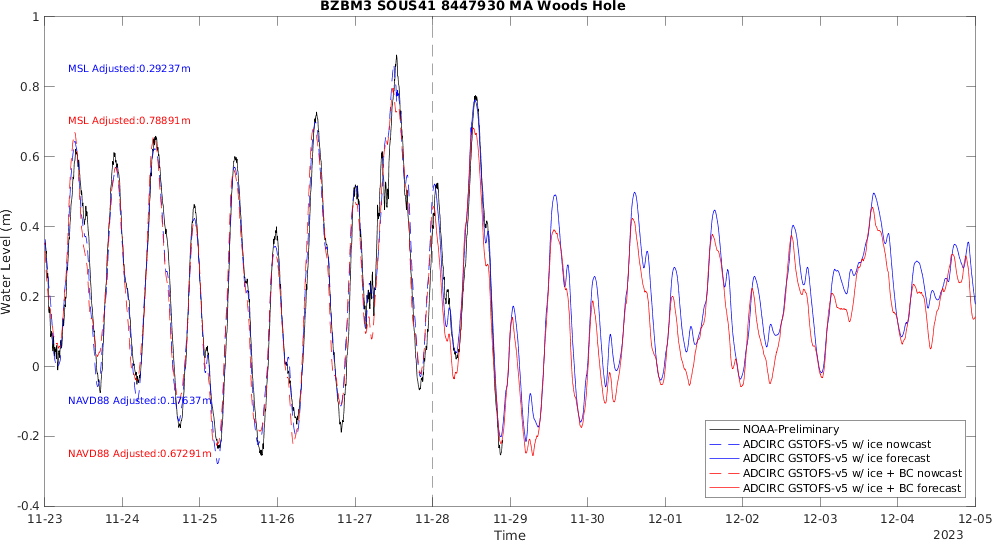 BZBM3 SOUS41 8447930 MA Woods Hole
1
0.8
0.6
0.4
0.2
0
-0.2
-0.4
Water Level (m)
MSL Adjusted:0.29237m
MSL Adjusted:0.78891m
NAVD88 Adjusted:0.17637m
NAVD88 Adjusted:0.67291m
NOAA-Preliminary
ADCIRC GSTOFS-v5 w/ ice nowcast
ADCIRC GSTOFS-v5 w/ ice forecast
ADCIRC GSTOFS-v5 w/ ice + BC nowcast
ADCIRC GSTOFS-v5 w/ ice + BC forecast
11-23 11-24 11-25 11-26 11-27 11-28 11-29 11-30 12-01 12-02 12-03 12-04 12-05
Time
2023